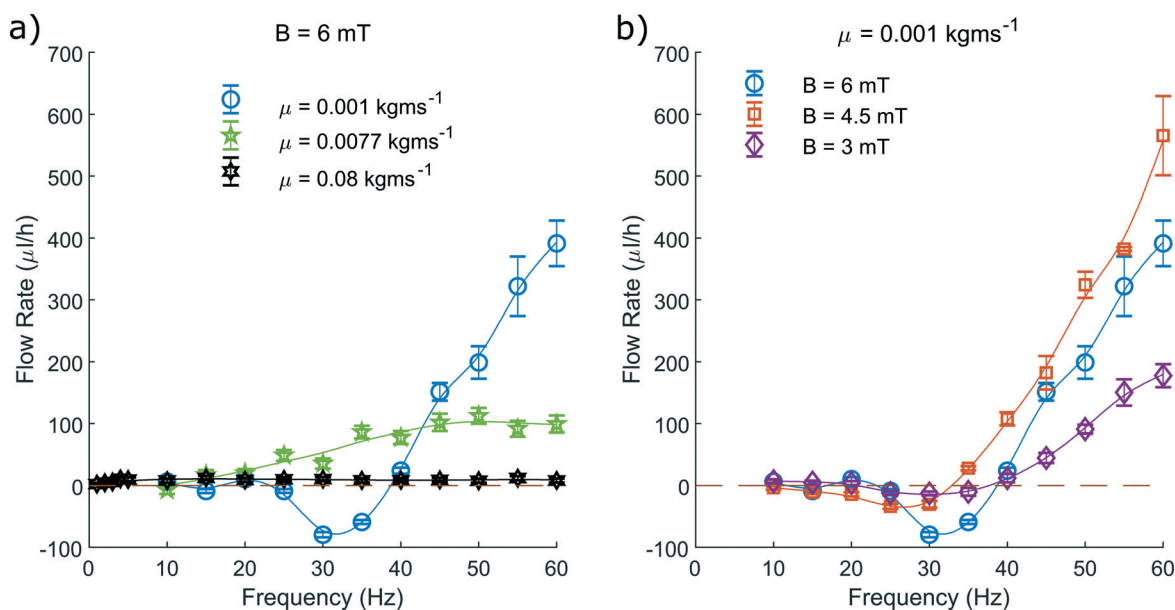 a)
B = 6 mT
700
600
500
400
300
200
100
0
-100
Flow Rate (μl/h)
μ = 0.001 kgms⁻¹
μ = 0.0077 kgms⁻¹
μ = 0.08 kgms⁻¹
0 10 20 30 40 50 60
Frequency (Hz)
b)
μ = 0.001 kgms⁻¹
700
600
500
400
300
200
100
0
-100
Flow Rate (μl/h)
B = 6 mT
B = 4.5 mT
B = 3 mT
0 10 20 30 40 50 60
Frequency (Hz)